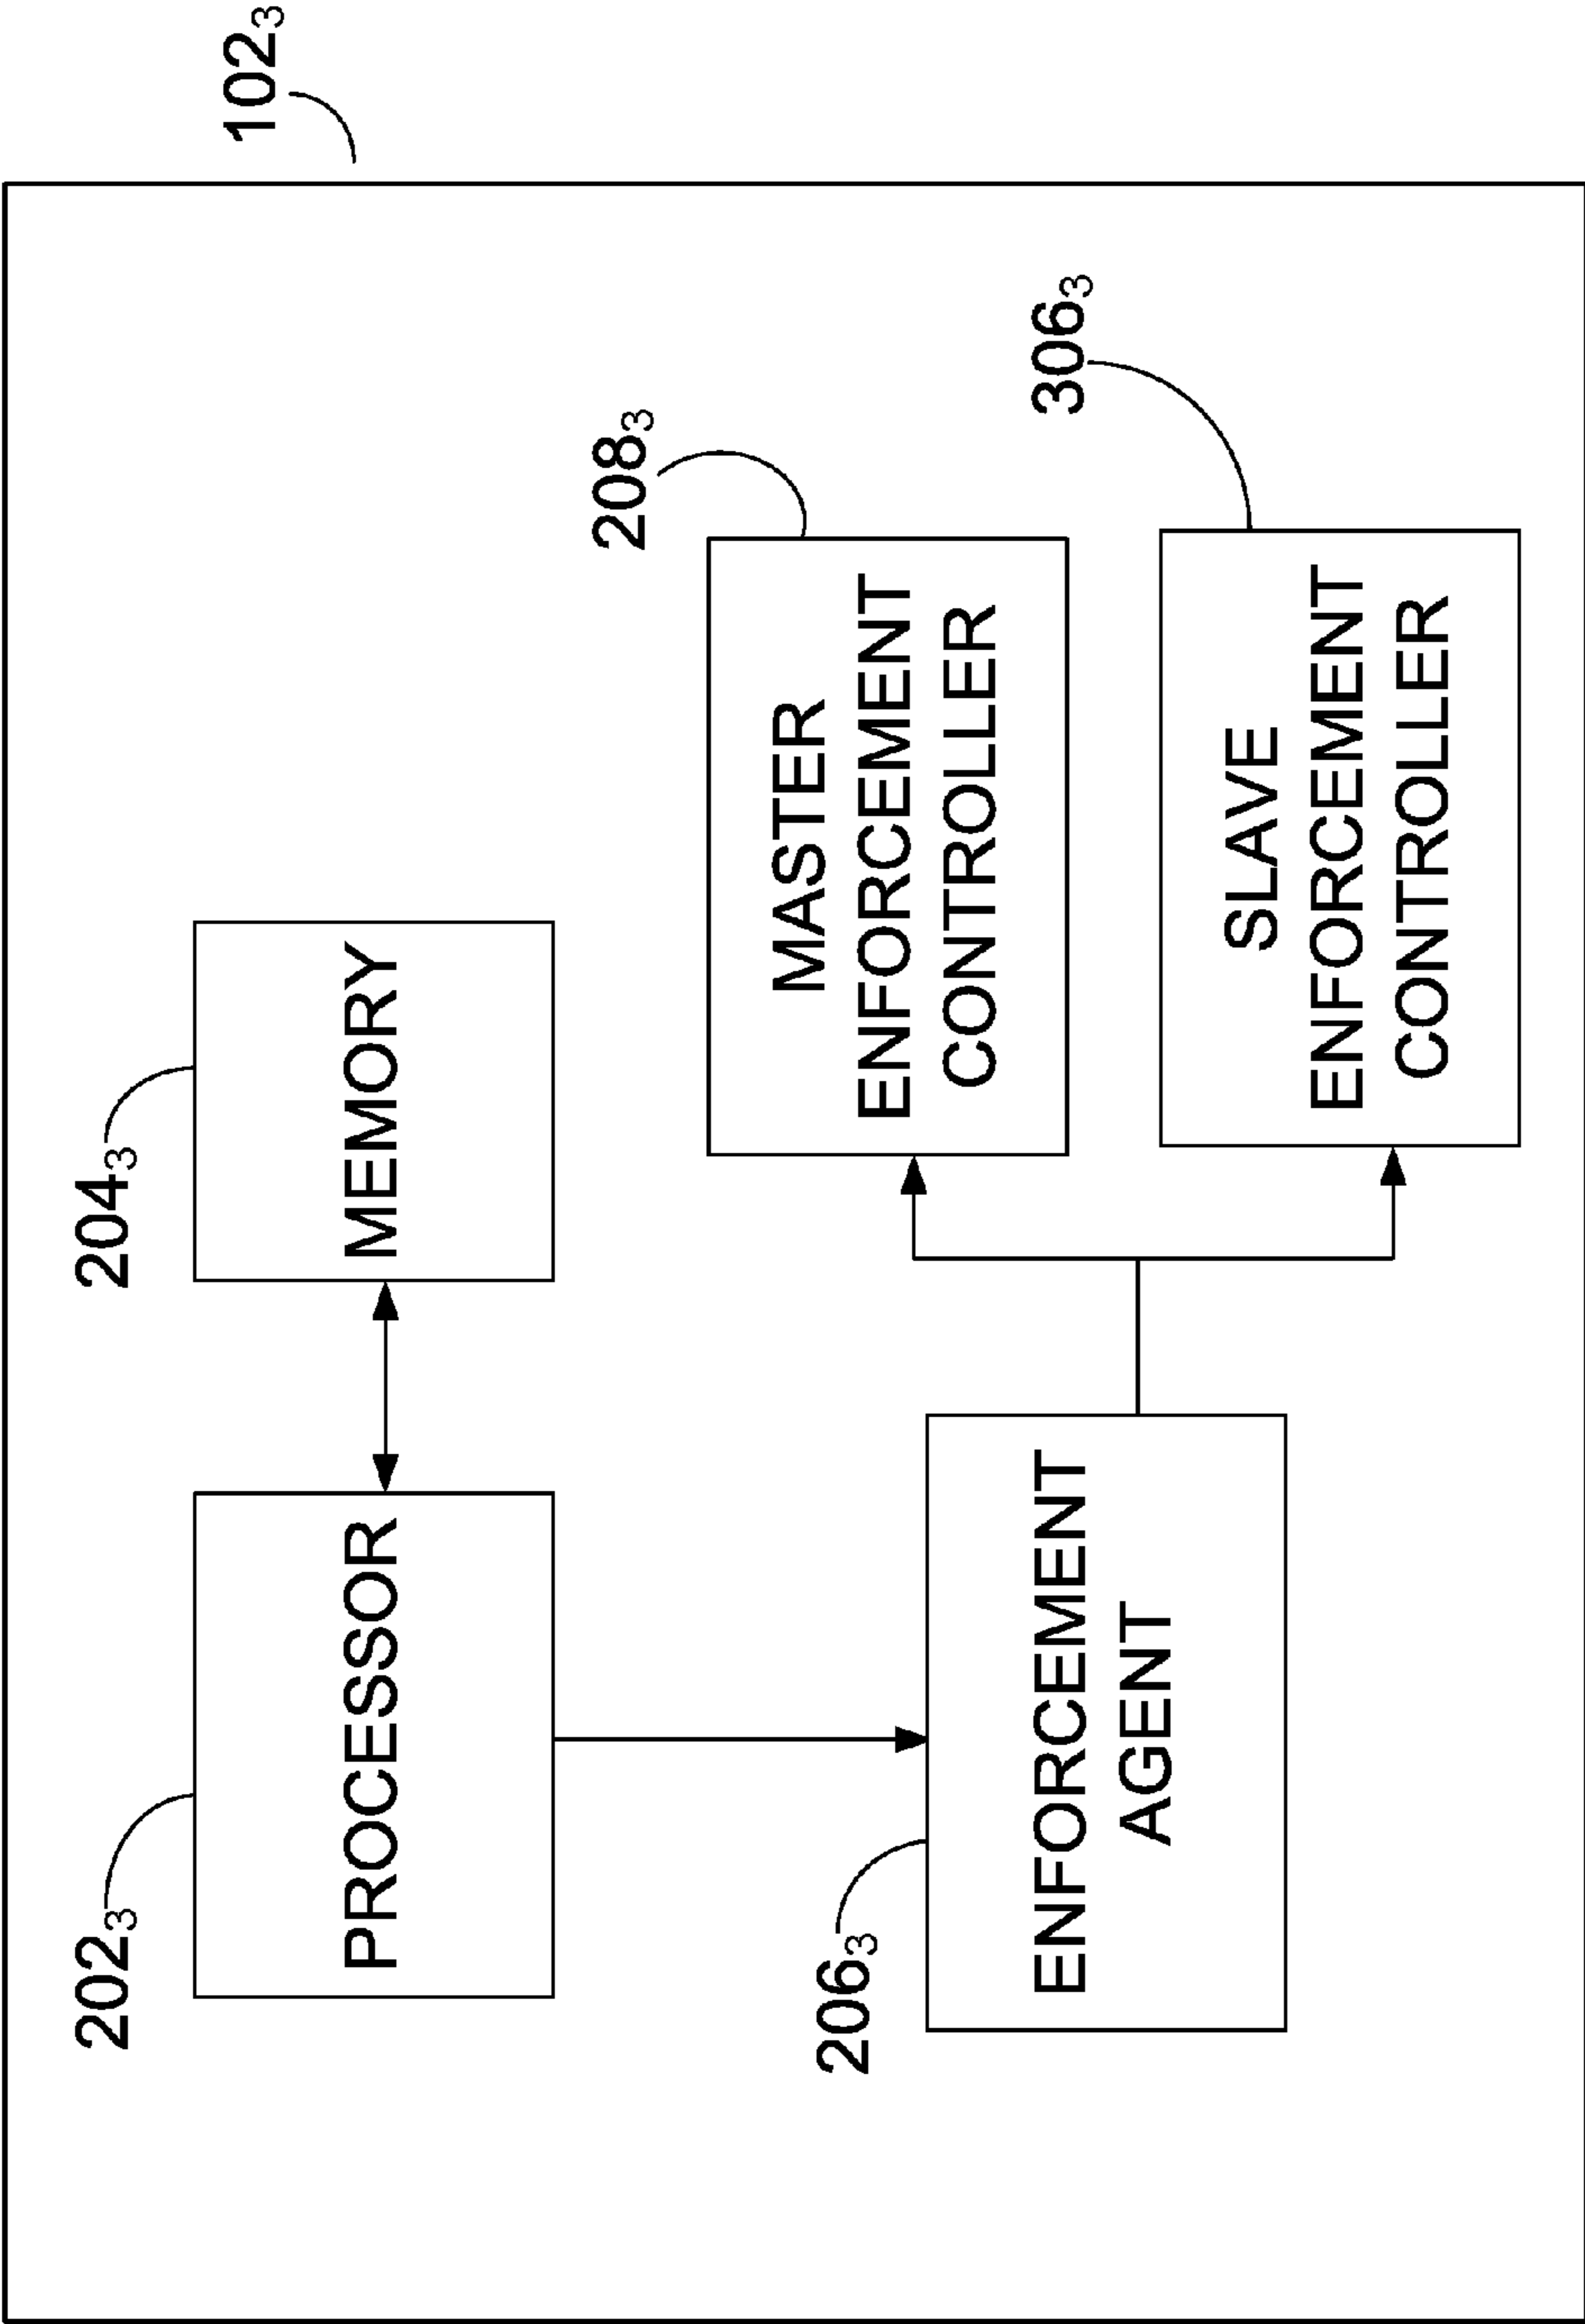 102₃
202₃
PROCESSOR
204₃
MEMORY
208₃
MASTER
ENFORCEMENT
CONTROLLER
206₃
ENFORCEMENT
AGENT
306₃
SLAVE
ENFORCEMENT
CONTROLLER